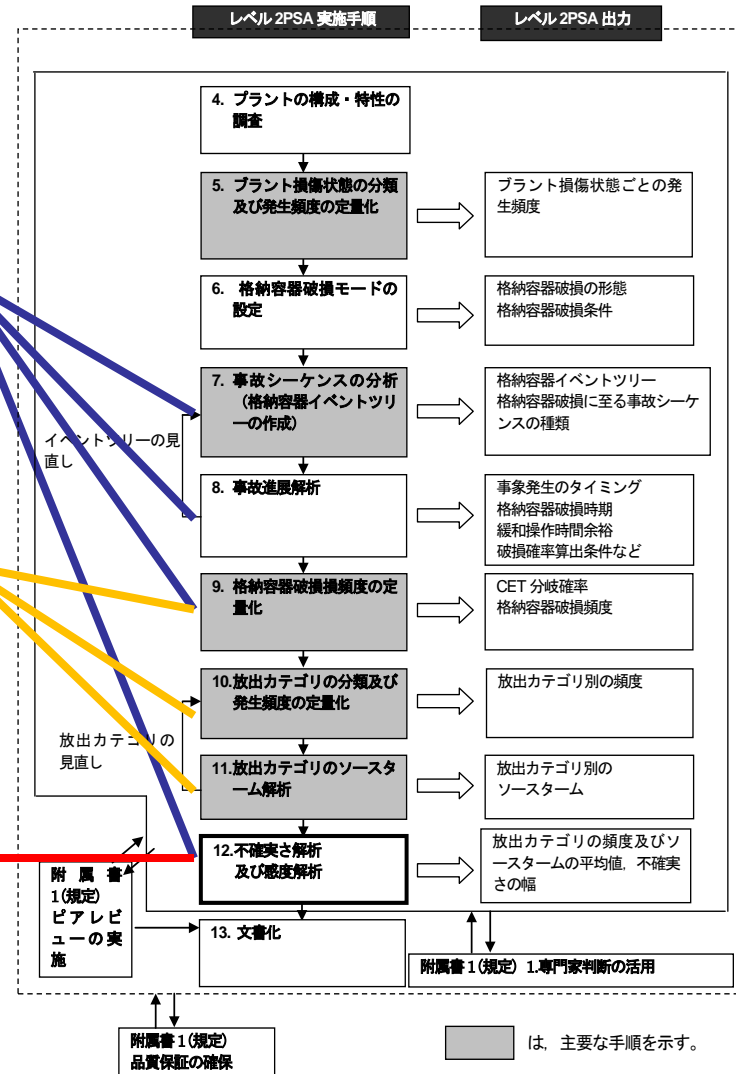 レベル 2PSA 実施手順
レベル 2PSA 出力
4. プラントの構成・特性の
調査
5. プラント損傷状態の分類
及び発生頻度の定量化
プラント損傷状態ごとの発
生頻度
6. 格納容器破損モードの
設定
格納容器破損の形態
格納容器破損条件
7. 事故シーケンスの分析
(格納容器イベントツリ
ーの作成)
格納容器イベントツリー
格納容器破損に至る事故シーケ
ンスの種類
イベントツリーの見
直し
8. 事故進展解析
事象発生のタイミング
格納容器破損時期
緩和操作時間余裕
破損確率算出条件など
9. 格納容器破損損頻度の定
量化
CET 分岐確率
格納容器破損頻度
10.放出カテゴリの分類及び
発生頻度の定量化
放出カテゴリ別の頻度
放出カテゴリの
見直し
11.放出カテゴリのソースタ
ーム解析
放出カテゴリ別の
ソースターム
12.不確実さ解析
及び感度解析
放出カテゴリの頻度及びソ
ースタームの平均値，不確実
さの幅
附属書
1(規定)
ピアレビ
ューの実
施
13. 文書化
附属書1(規定) 1.専門家判断の活用
附属書1(規定)
品質保証の確保
は，主要な手順を示す。